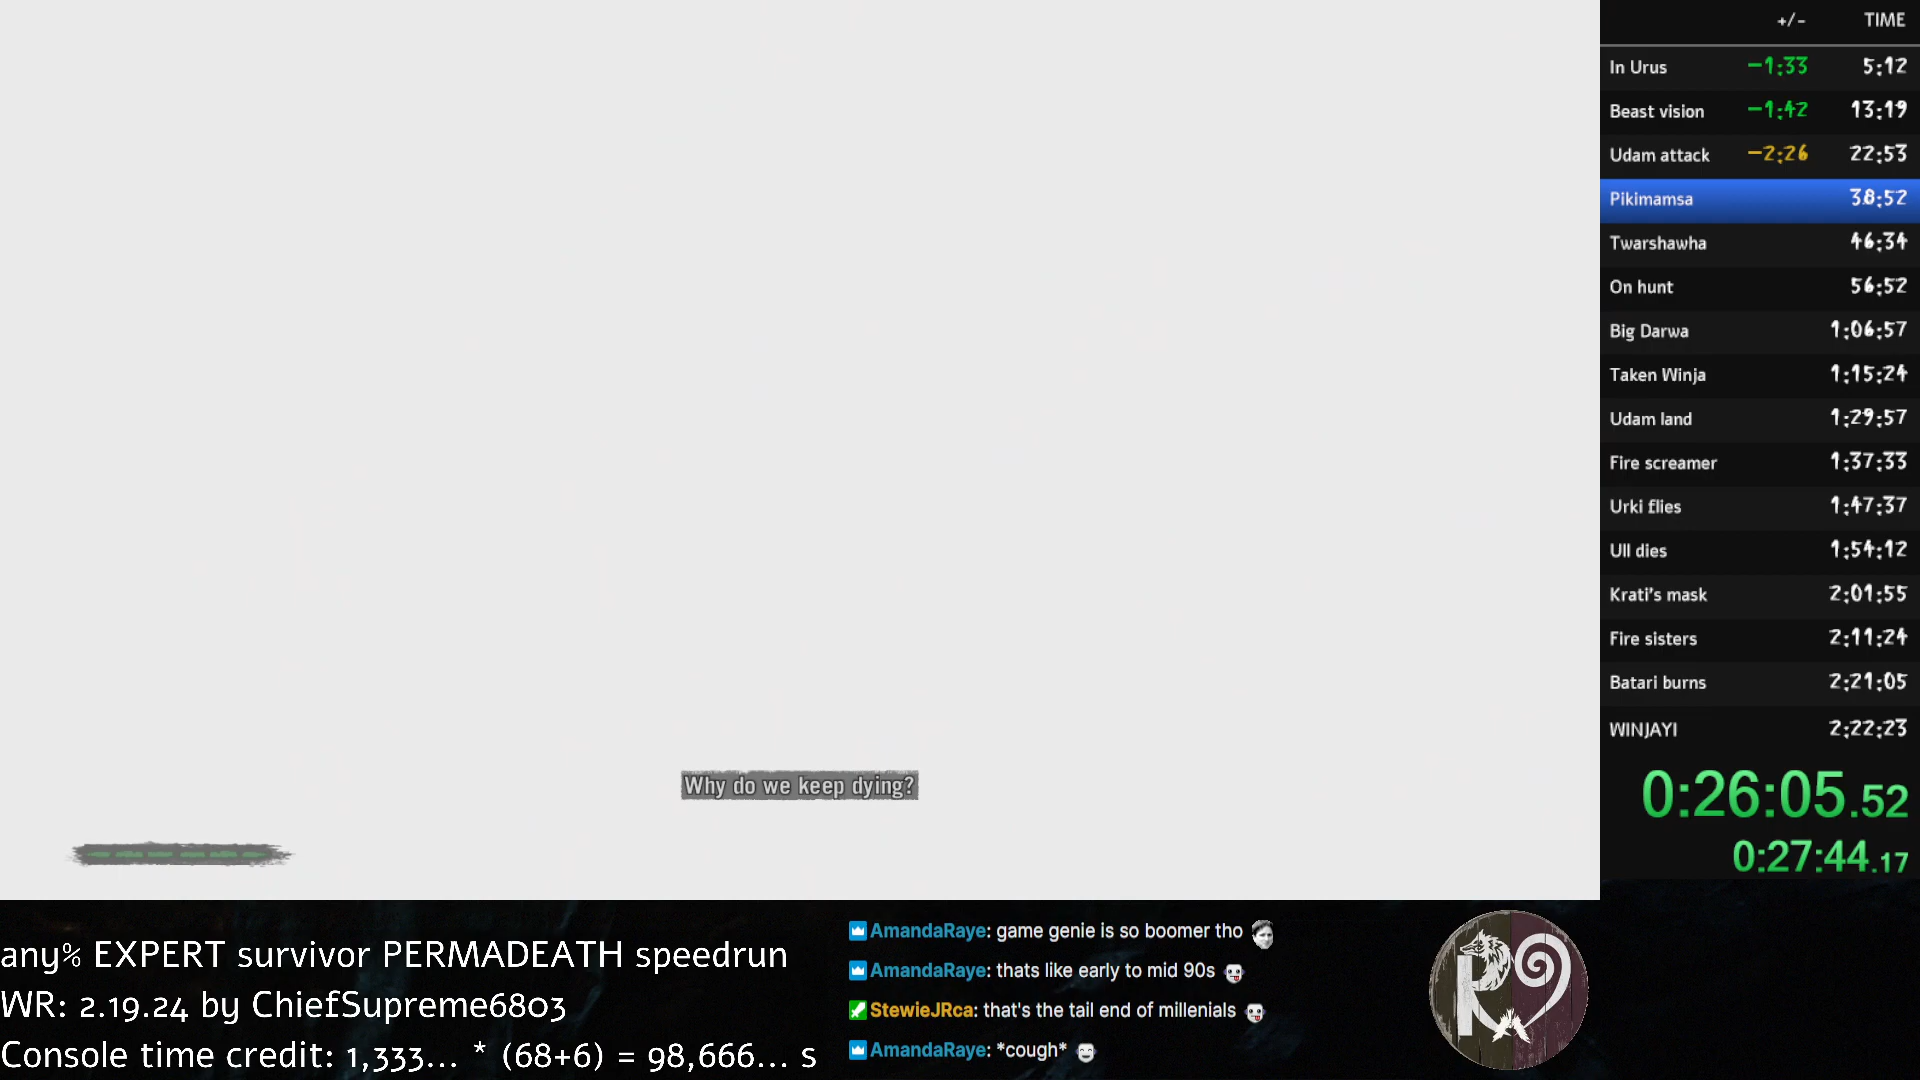 +/- TIME
In Urus -1:33 5:12
Beast vision -1:42 13:19
Udam attack -2:26 22:53
Pikimamsa 38:52
Twarshawha 46:34
On hunt 56:52
Big Darwa 1:06:57
Taken Winja 1:15:24
Udam land 1:29:57
Fire screamer 1:37:33
Urki flies 1:47:37
Ull dies 1:54:12
Krati's mask 2:01:55
Fire sisters 2:11:24
Batari burns 2:21:05
WINJAYI 2:22:23
0:26:05.52
0:27:44.17
Why do we keep dying?
any% EXPERT survivor PERMADEATH speedrun
WR: 2.19.24 by ChiefSupreme6803
Console time credit: 1,333... * (68+6) = 98,666... s
AmandaRaye: game genie is so boomer tho
AmandaRaye: thats like early to mid 90s
StewieJRca: that's the tail end of millenials
AmandaRaye: *cough*
R9